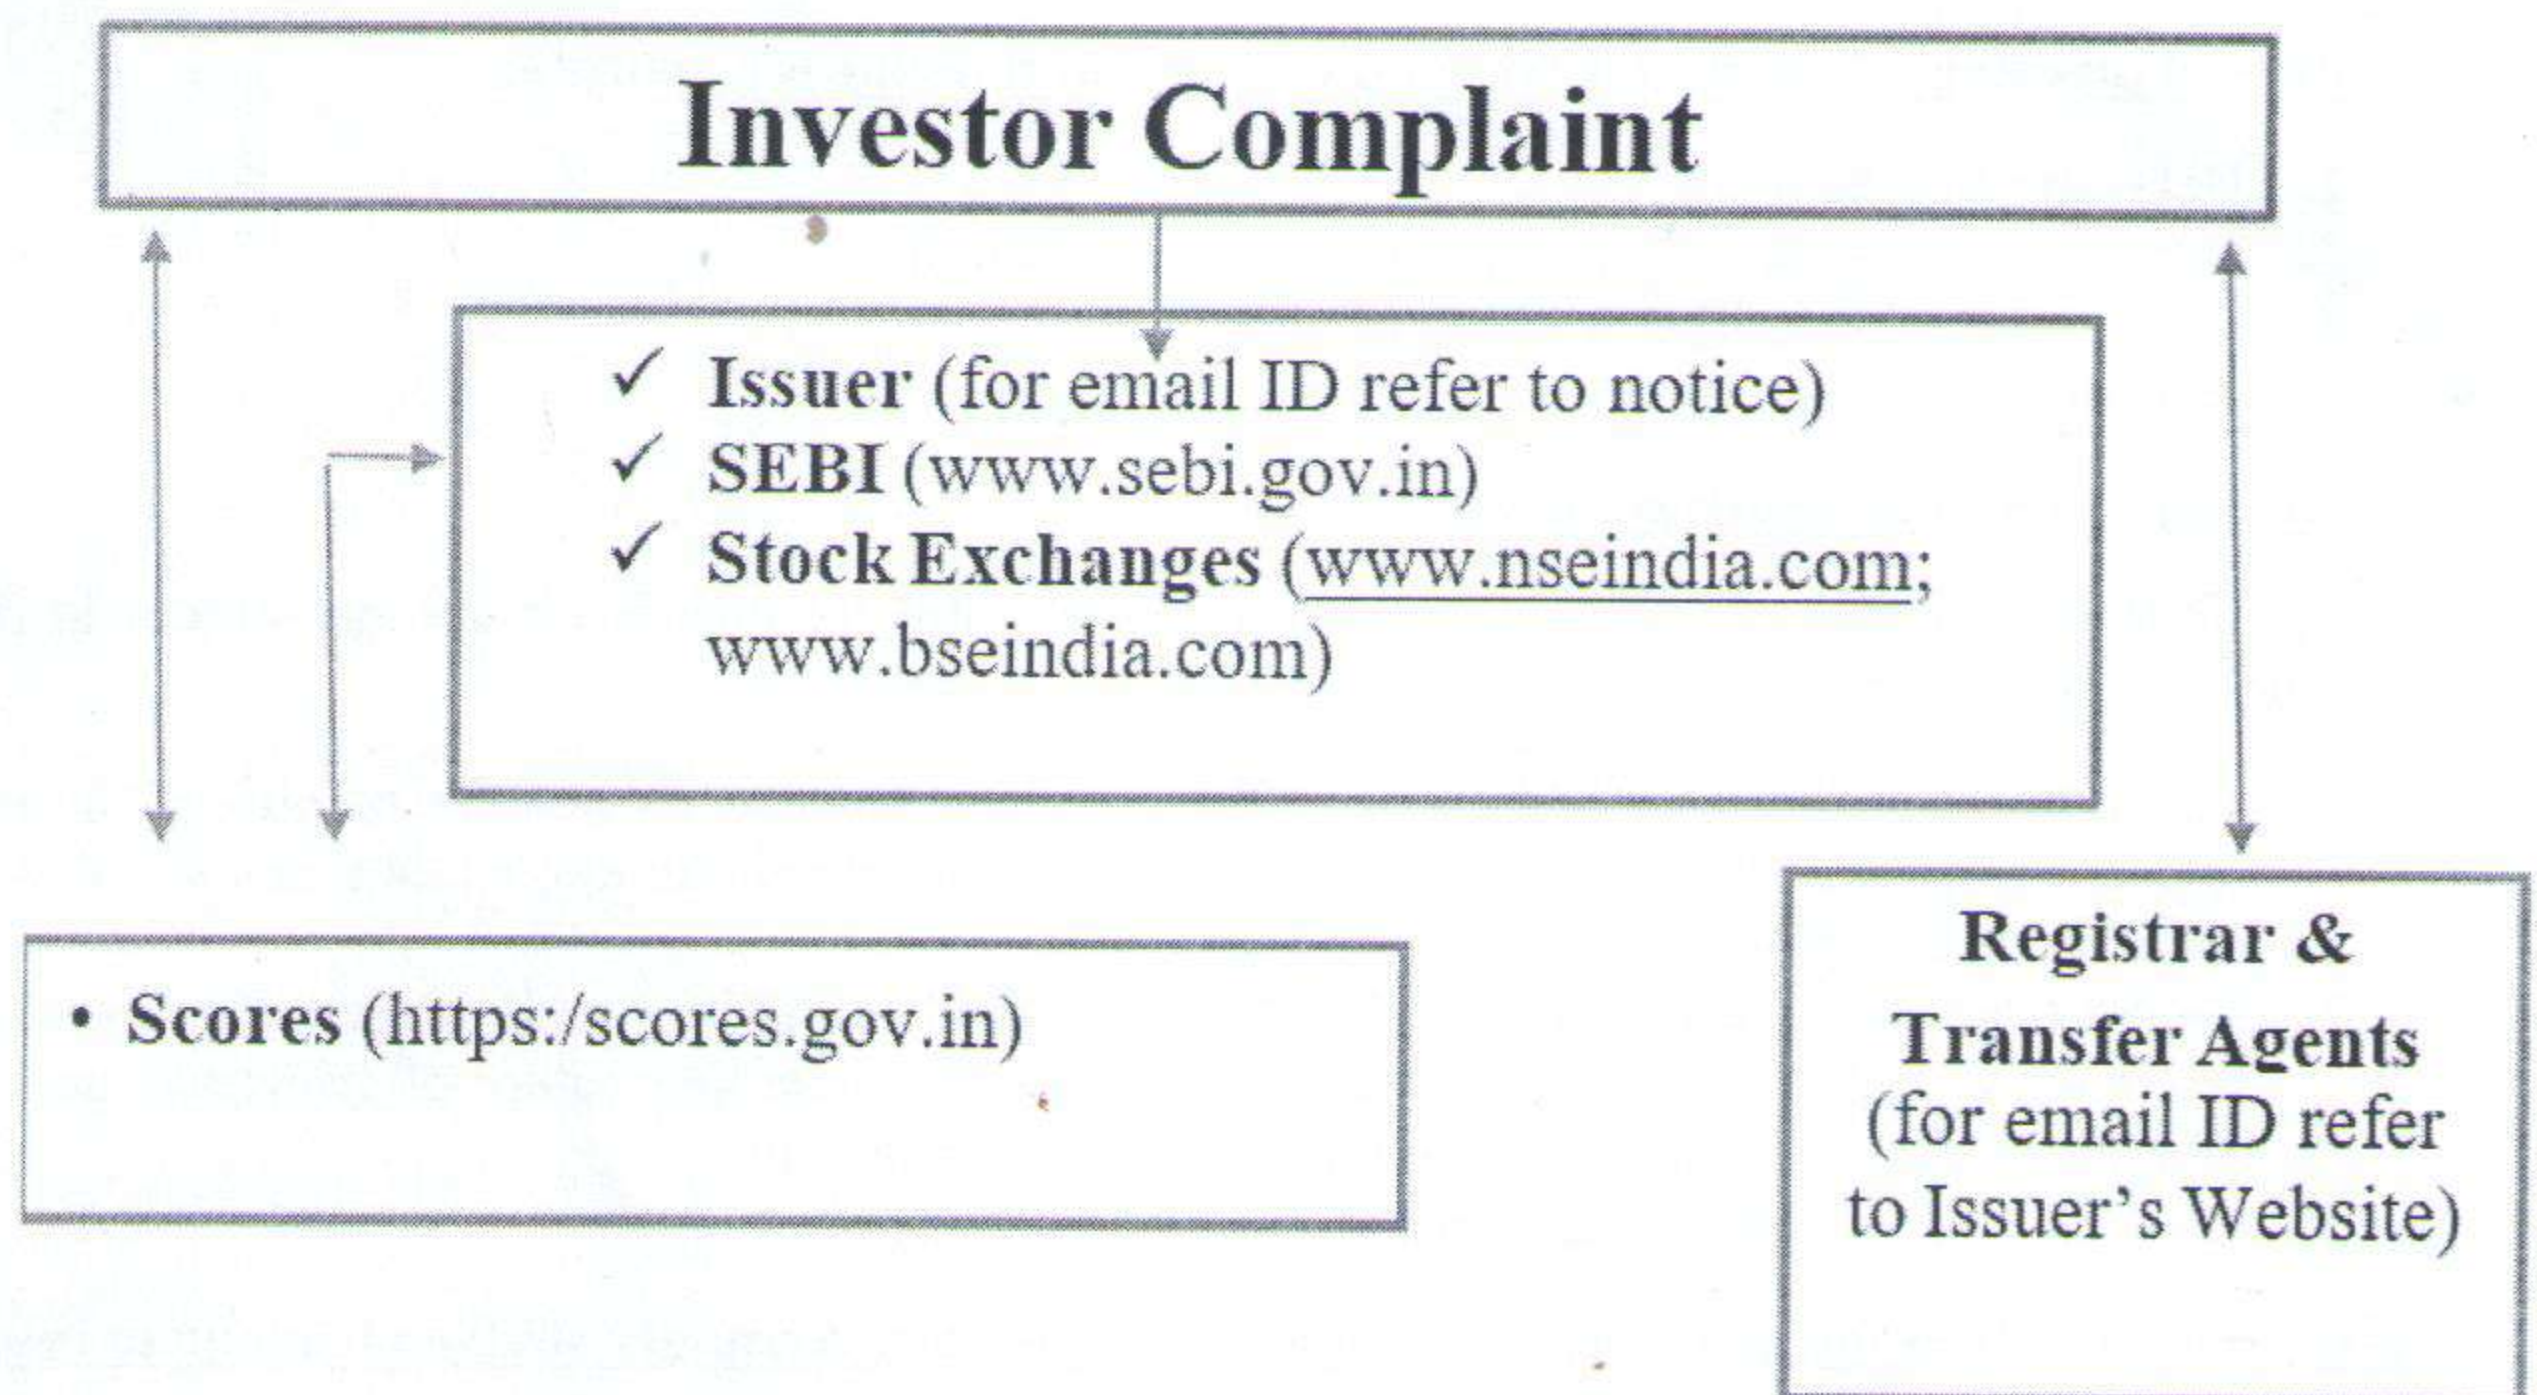 Investor Complaint
✓ Issuer (for email ID refer to notice)
✓ SEBI (www.sebi.gov.in)
✓ Stock Exchanges (www.nseindia.com;
www.bseindia.com)
• Scores (https:/scores.gov.in)
Registrar &
Transfer Agents
(for email ID refer
to Issuer’s Website)